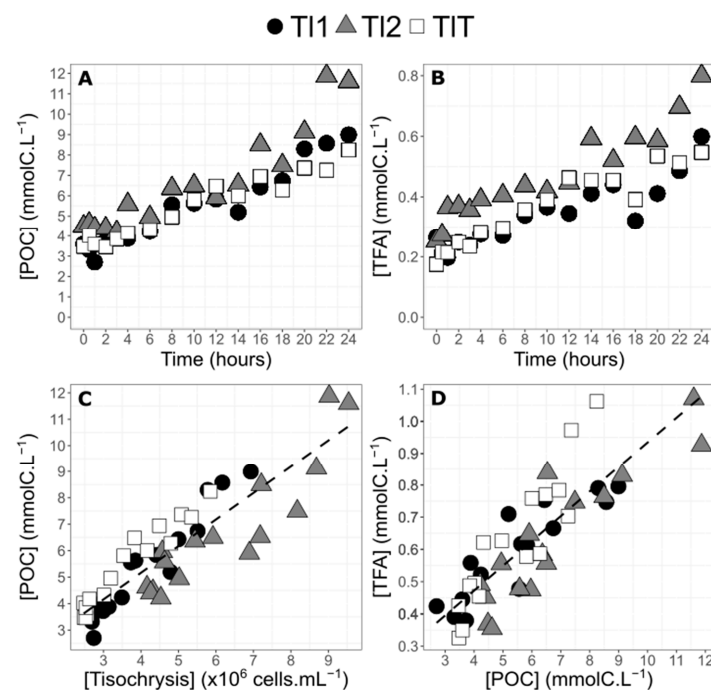 TI1 TI2 TIT
A
[POC] (mmolC.L⁻¹)
12
11
10
9
8
7
6
5
4
3
2
1
0
0 2 4 6 8 10 12 14 16 18 20 22 24
Time (hours)
B
[TFA] (mmolC.L⁻¹)
0.8
0.6
0.4
0.2
0.0
0 2 4 6 8 10 12 14 16 18 20 22 24
Time (hours)
C
[POC] (mmolC.L⁻¹)
12
11
10
9
8
7
6
5
4
3
3 4 5 6 7 8 9
[Tisochrysis] (x10⁶ cells.mL⁻¹)
D
[TFA] (mmolC.L⁻¹)
1.1
1.0
0.9
0.8
0.7
0.6
0.5
0.4
0.3
3 4 5 6 7 8 9 10 11 12
[POC] (mmolC.L⁻¹)